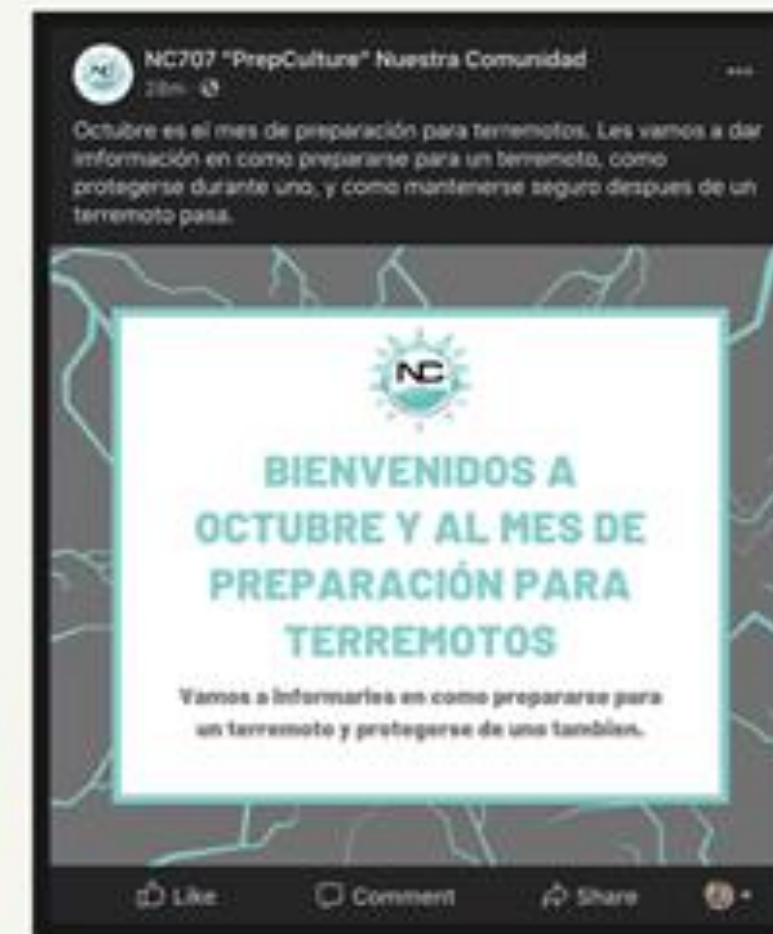 NC707 "PrepCulture" Nuestra Comunidad
28m
Octubre es el mes de preparación para terremotos. Les vamos a dar
imformación en como prepararse para un terremoto, como
protegerse durante uno, y como mantenerse seguro despues de un
terremoto pasa.
NC
BIENVENIDOS A
OCTUBRE Y AL MES DE
PREPARACIÓN PARA
TERREMOTOS
Vamos a informarles en como prepararse para
un terremoto y protegerse de uno tambien.
Like Comment Share